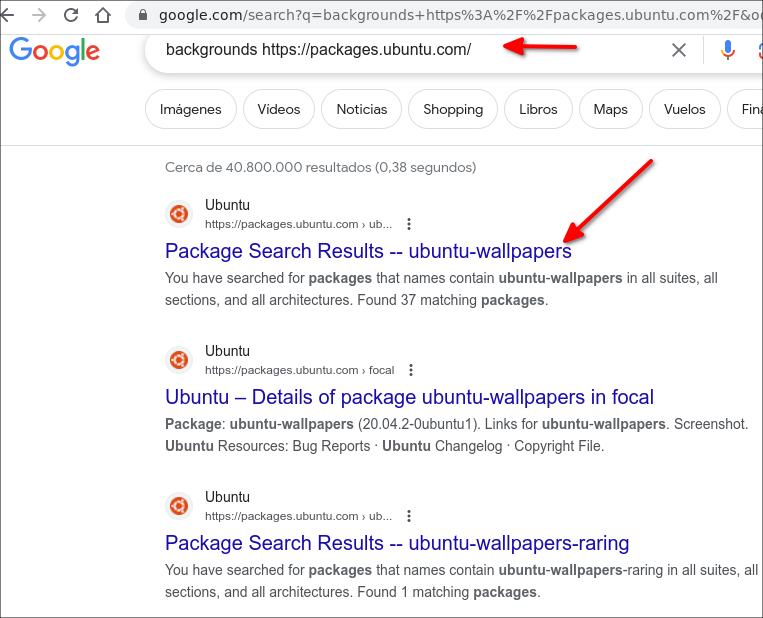 google.com/search?q=backgrounds+https%3A%2F%2Fpackages.ubuntu.com%2F&
Google
backgrounds https://packages.ubuntu.com/
Imágenes
Vídeos
Noticias
Shopping
Libros
Maps
Vuelos
Cerca de 40.800.000 resultados (0,38 segundos)
Ubuntu
https://packages.ubuntu.com › ub...
Package Search Results -- ubuntu-wallpapers
You have searched for packages that names contain ubuntu-wallpapers in all suites, all
sections, and all architectures. Found 37 matching packages.
Ubuntu
https://packages.ubuntu.com › focal
Ubuntu – Details of package ubuntu-wallpapers in focal
Package: ubuntu-wallpapers (20.04.2-0ubuntu1). Links for ubuntu-wallpapers. Screenshot.
Ubuntu Resources: Bug Reports · Ubuntu Changelog · Copyright File.
Ubuntu
https://packages.ubuntu.com › ub...
Package Search Results -- ubuntu-wallpapers-raring
You have searched for packages that names contain ubuntu-wallpapers-raring in all suites, all
sections, and all architectures. Found 1 matching packages.